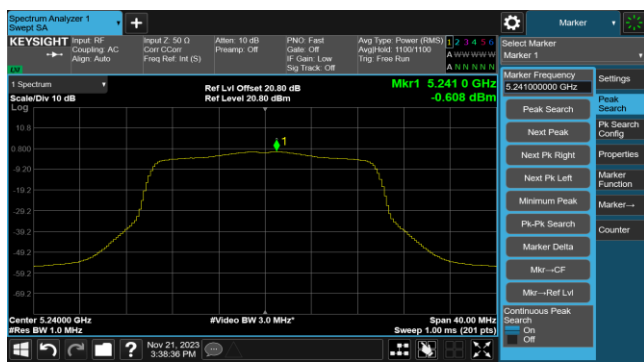 Spectrum Analyzer 1
Swept SA
Marker
KEYSIGHT
Input: RF
Coupling: AC
Align: Auto
Input Z: 50 Ω
Corr CCorr
Freq Ref: Int (S)
Atten: 10 dB
Preamp: Off
PNO: Fast
Gate: Off
IF Gain: Low
Sig Track: Off
Avg Type: Power (RMS)
Avg|Hold: 1100/1100
Trig: Free Run
1 2 3 4 5 6
A W W W W W
A N N N N N
Select Marker
Marker 1
1 Spectrum
Scale/Div 10 dB
Log
Ref Lvl Offset 20.80 dB
Ref Level 20.80 dBm
Mkr1 5.241 0 GHz
-0.608 dBm
10.8
0.800
-9.20
-19.2
-29.2
-39.2
-49.2
-59.2
-69.2
1
Center 5.24000 GHz
#Res BW 1.0 MHz
#Video BW 3.0 MHz*
Span 40.00 MHz
Sweep 1.00 ms (201 pts)
Marker Frequency
5.241000000 GHz
Peak Search
Next Peak
Next Pk Right
Next Pk Left
Minimum Peak
Pk-Pk Search
Marker Delta
Mkr→CF
Mkr→Ref Lvl
Continuous Peak
Search
On
Off
Settings
Peak
Search
Pk Search
Config
Properties
Marker
Function
Marker→
Counter
Nov 21, 2023
3:38:36 PM